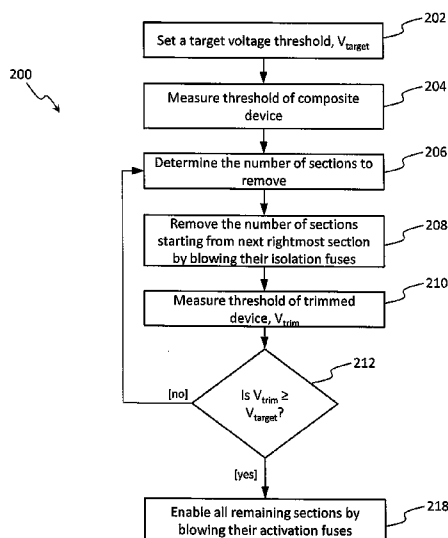 202
Set a target voltage threshold, Vtarget
200
204
Measure threshold of composite
device
206
Determine the number of sections to
remove
208
Remove the number of sections
starting from next rightmost section
by blowing their isolation fuses
210
Measure threshold of trimmed
device, Vtrim
212
[no]
Is Vtrim ≥
Vtarget?
[yes]
Enable all remaining sections by
blowing their activation fuses
218